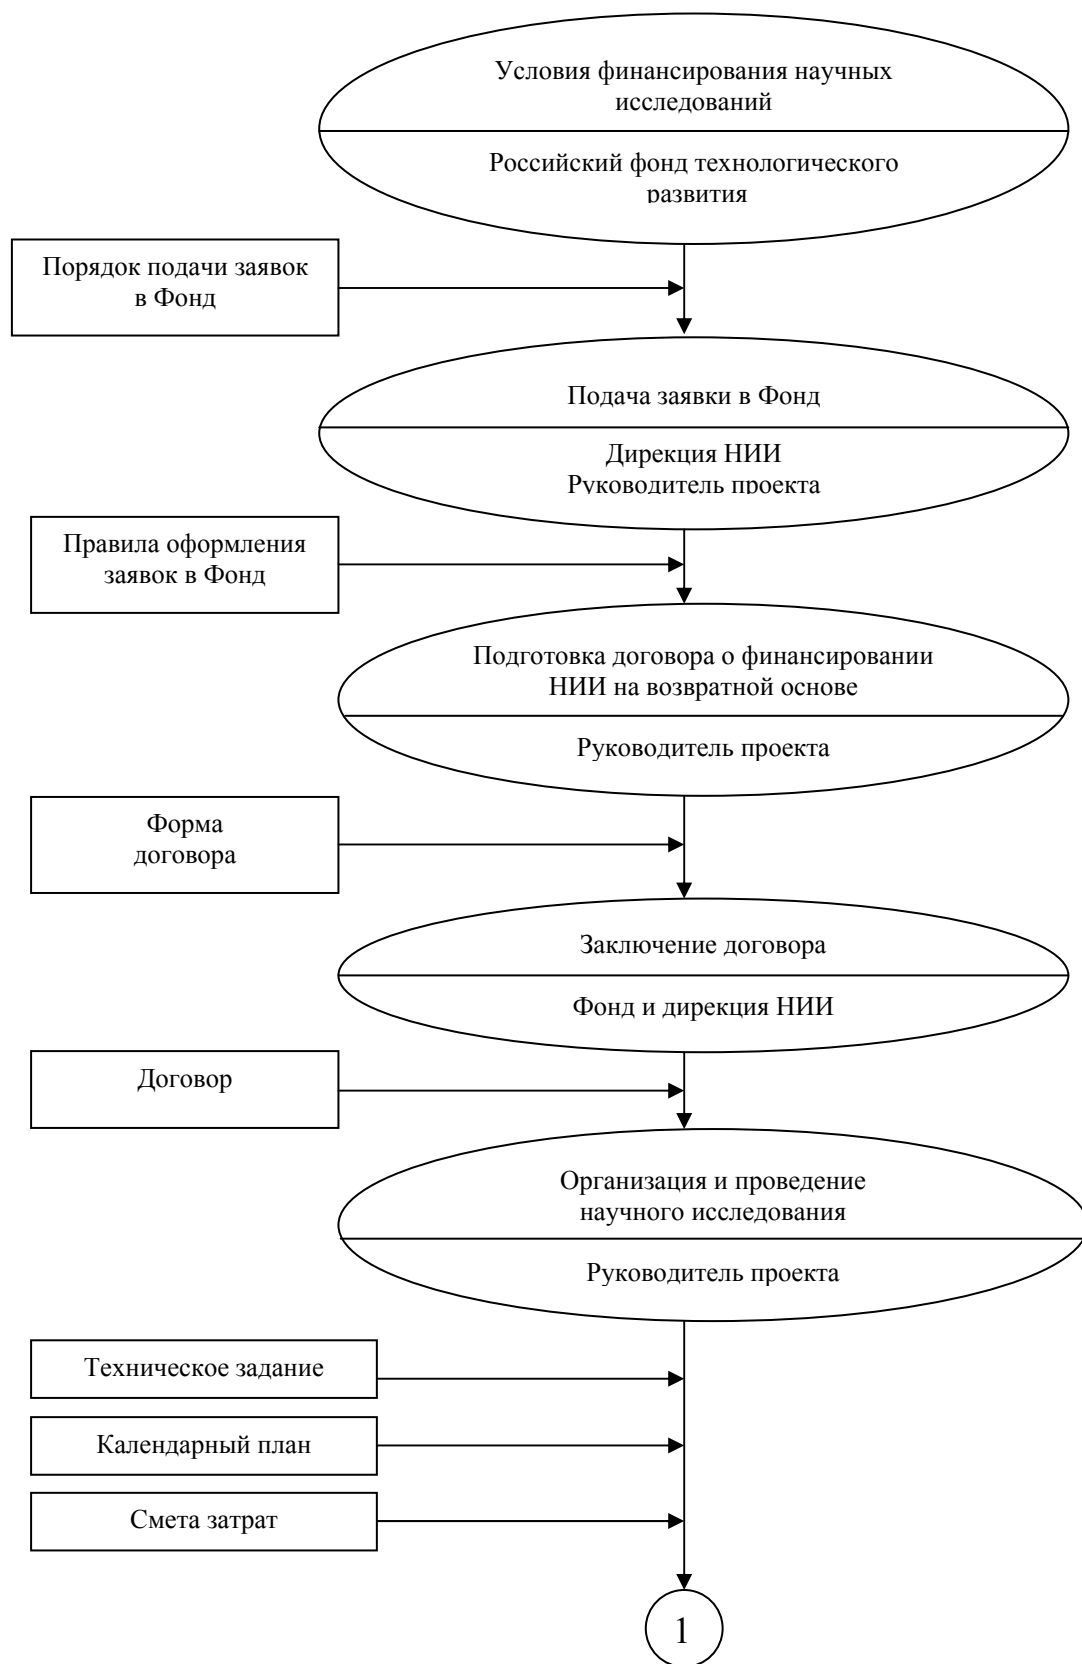 Условия финансирования научных
исследований
Российский фонд технологического
развития
Порядок подачи заявок
в Фонд
Подача заявки в Фонд
Дирекция НИИ
Руководитель проекта
Правила оформления
заявок в Фонд
Подготовка договора о финансировании
НИИ на возвратной основе
Руководитель проекта
Форма
договора
Заключение договора
Фонд и дирекция НИИ
Договор
Организация и проведение
научного исследования
Руководитель проекта
Техническое задание
Календарный план
Смета затрат
1